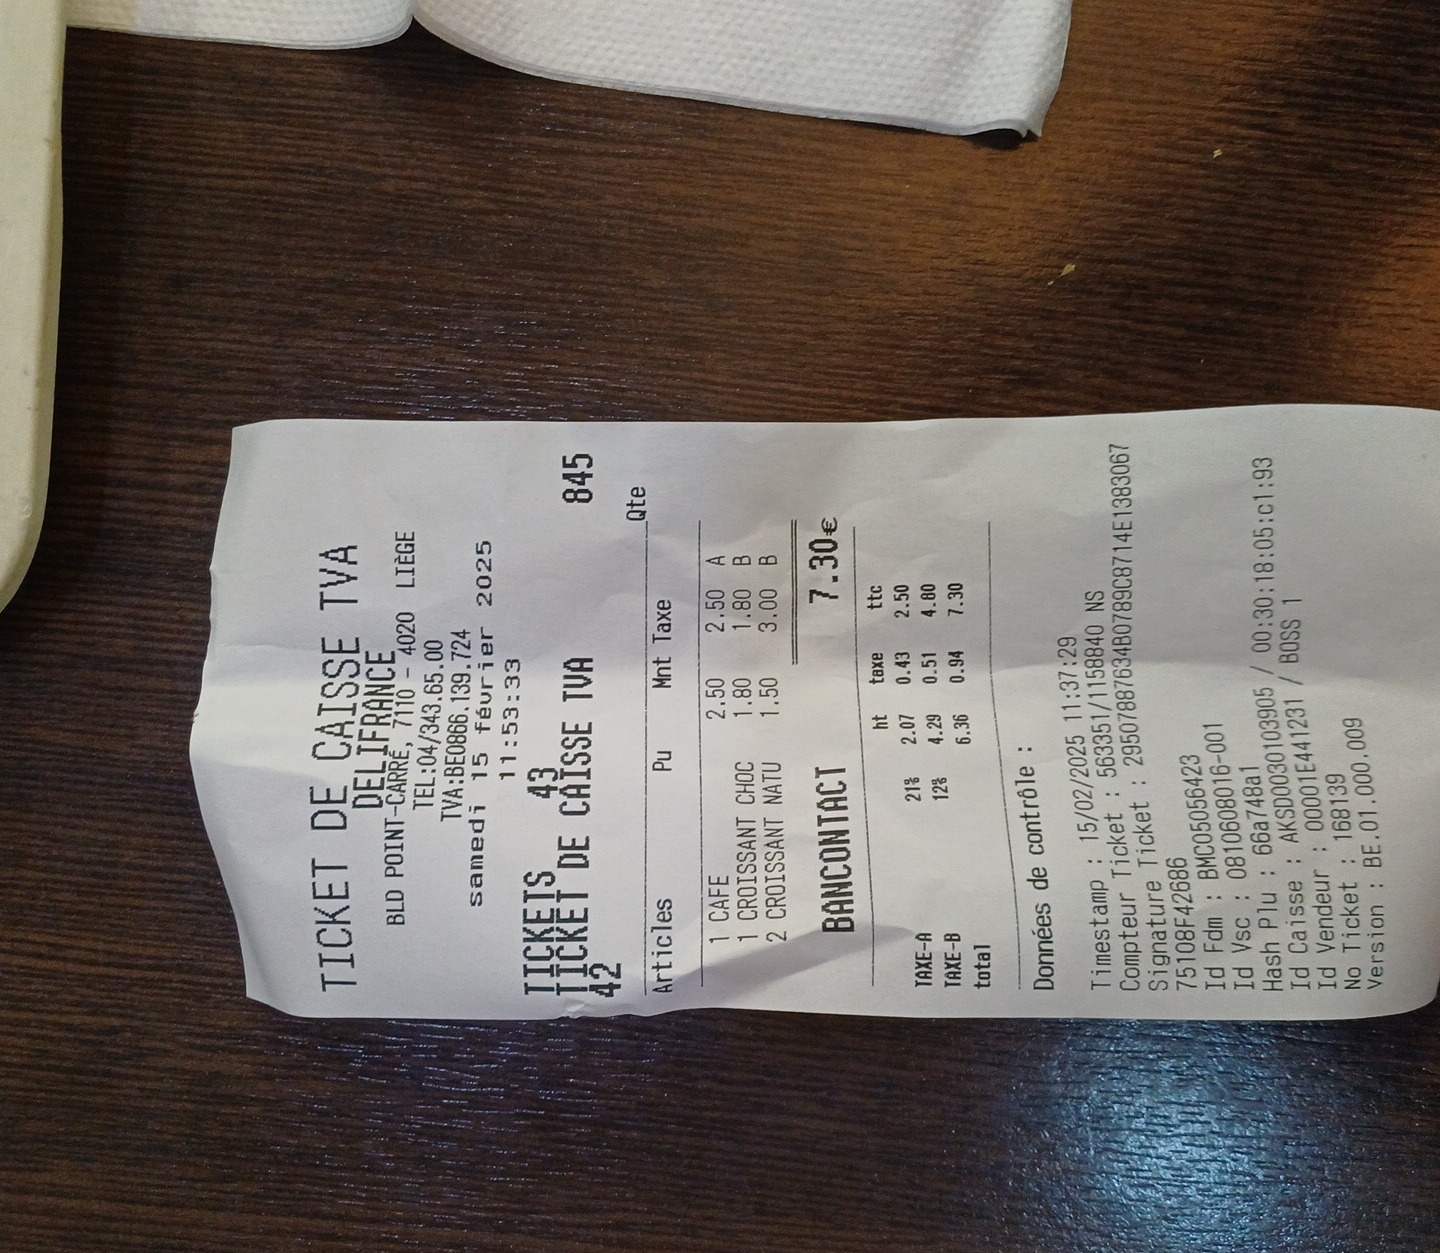 TICKET DE CAISSE TVA
DELIFRANCE
BLD POINT-CARRÉ, 7110 - 4020 LIÈGE
TEL:04/343.65.00
TVA:BE0866.139.724
samedi 15 février 2025
11:53:33
TICKETS 43
TICKET DE CAISSE TVA 845
42
Qte
Articles Pu Mnt Taxe
1 CAFE 2.50 2.50 A
1 CROISSANT CHOC 1.80 1.80 B
2 CROISSANT NATU 1.50 3.00 B
BANCONTACT 7.30€
ht taxe ttc
TAXE-A 21% 2.07 0.43 2.50
TAXE-B 12% 4.29 0.51 4.80
total 6.36 0.94 7.30
Données de contrôle :
Timestamp : 15/02/2025 11:37:29
Compteur Ticket : 563351/1158840 NS
Signature Ticket : 29507B87634B0789C8714E1383067
75108F42686
Id Fdm : BMC05056423
Id Vsc : 0810608016-001
Hash Plu : 66a748a1
Id Caisse : AKSD0030103905 / 00:30:18:05:c1:93
Id Vendeur : 00001E441231 / BOSS 1
No Ticket : 168139
Version : BE.01.000.009